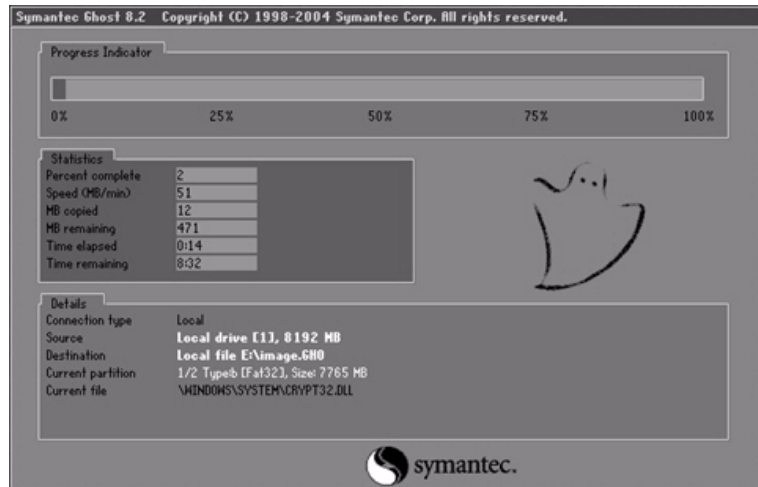 Symantec Ghost 8.2 Copyright (C) 1998-2004 Symantec Corp. All rights reserved.
Progress Indicator
0% 25% 50% 75% 100%
Statistics
Percent complete 2
Speed (MB/min) 51
MB copied 12
MB remaining 471
Time elapsed 0:14
Time remaining 8:32
Details
Connection type Local
Source Local drive [1], 8192 MB
Destination Local file E:\image.GHO
Current partition 1/2 Type:b [Fat32], Size: 7765 MB
Current file \WINDOWS\SYSTEM\CRYPT32.DLL
symantec.